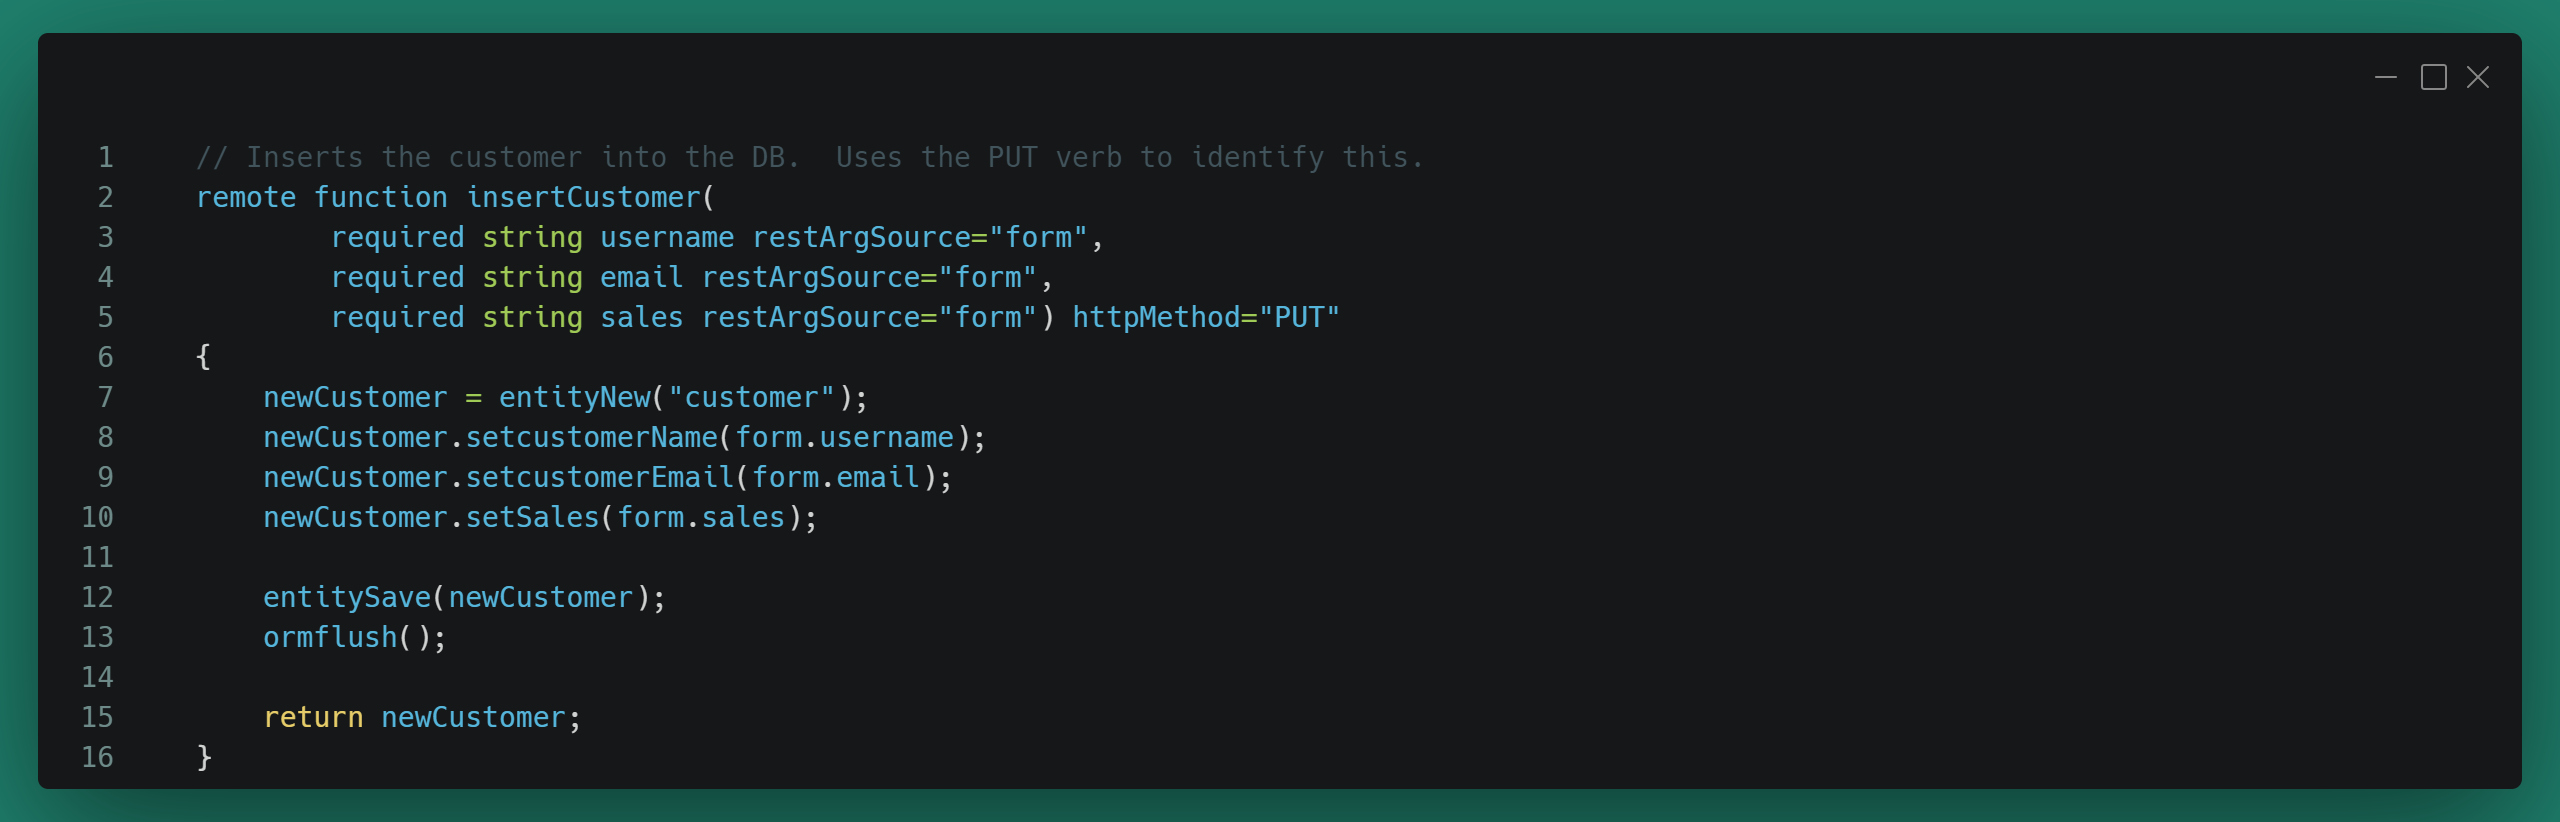 1 // Inserts the customer into the DB.  Uses the PUT verb to identify this.
2 remote function insertCustomer(
3         required string username restArgSource="form",
4         required string email restArgSource="form",
5         required string sales restArgSource="form") httpMethod="PUT"
6 {
7     newCustomer = entityNew("customer");
8     newCustomer.setcustomerName(form.username);
9     newCustomer.setcustomerEmail(form.email);
10     newCustomer.setSales(form.sales);
11
12     entitySave(newCustomer);
13     ormflush();
14
15     return newCustomer;
16 }